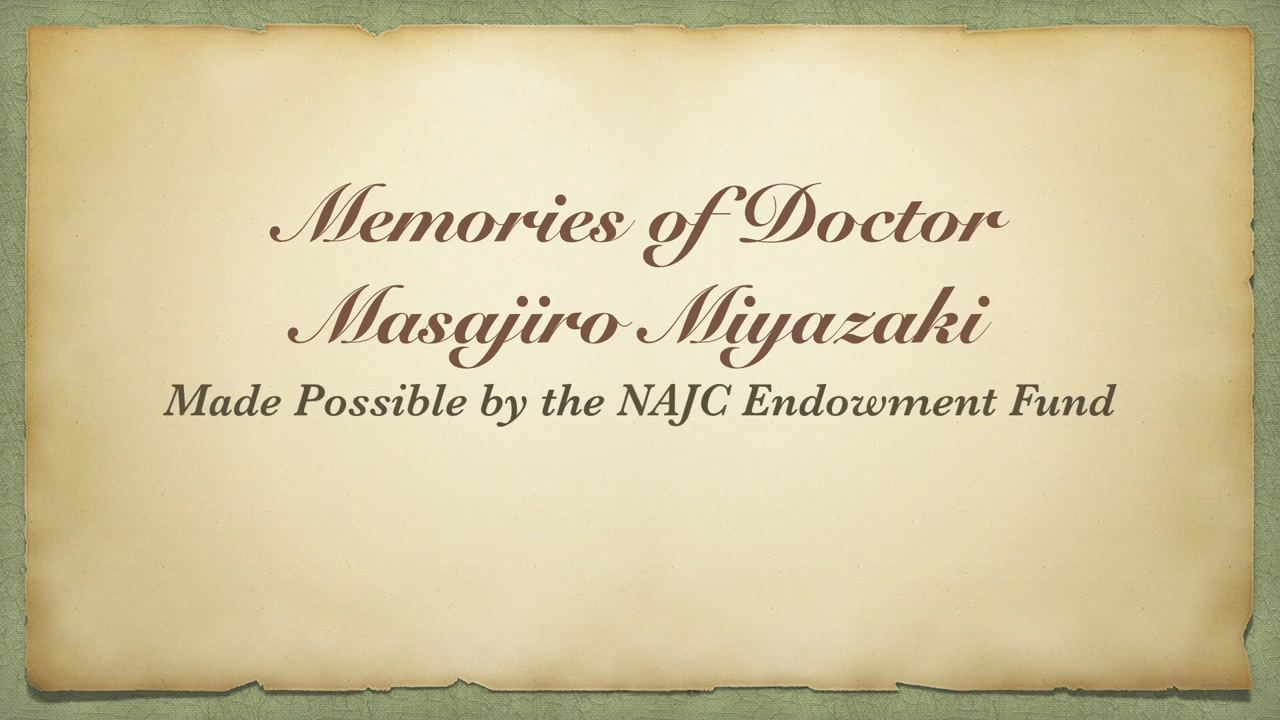 Memories of Doctor
Masajiro Miyazaki
Made Possible by the NAJC Endowment Fund